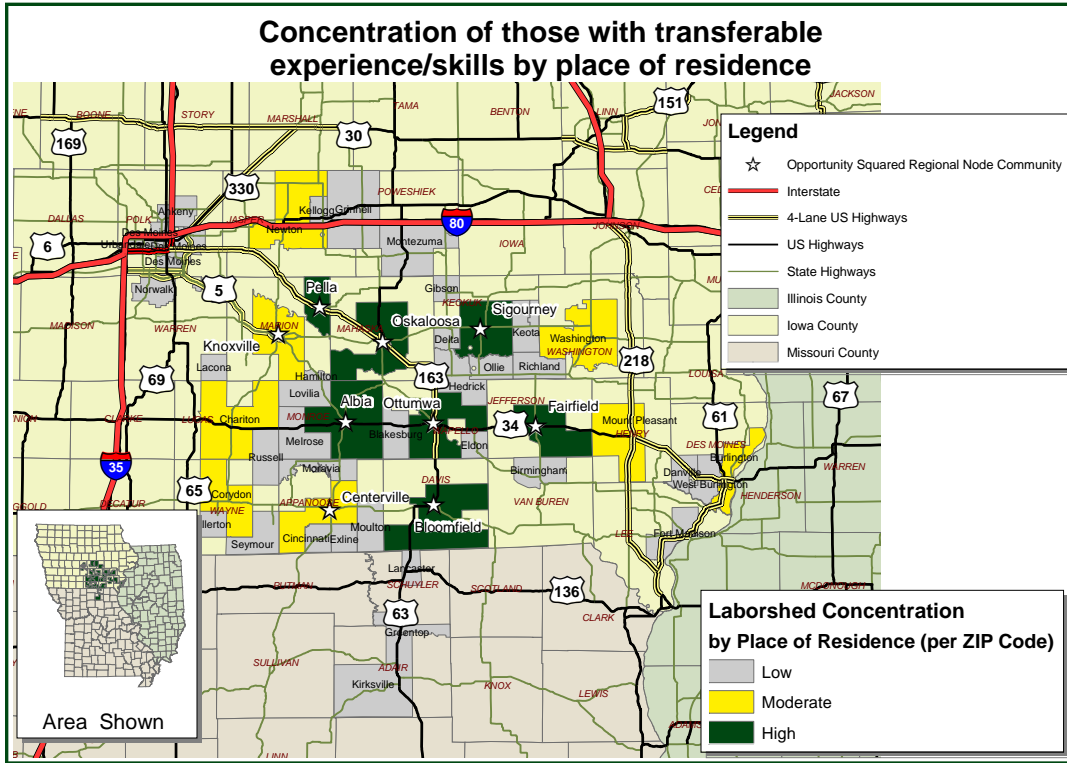 Concentration of those with transferable
experience/skills by place of residence
Legend
Opportunity Squared Regional Node Community
Interstate
4-Lane US Highways
US Highways
State Highways
Illinois County
Iowa County
Missouri County
BOONE
STORY
MARSHALL
TAMA
BENTON
LINN
JACKSON
151
30
169
330
POWESHIEK
DALLAS
POLK
Ankeny
JASPER
Kellogg
Grinnell
Newton
Des Moines
Des Moines
6
80
Montezuma
IOWA
JOHNSON
Norwalk
5
Gibson
Pella
KEOKUK
Sigourney
MADISON
WARREN
MARION
MAHASKA
Oskaloosa
Delta
Keota
Washington
WASHINGTON
Knoxville
Ollie
Richland
218
Lacona
Hamilton
163
Hedrick
LOUISA
69
Lovilia
67
CLARKE
LUCAS
Chariton
MONROE
Albia
Ottumwa
JEFFERSON
Fairfield
Mount Pleasant
HENRY
61
34
Melrose
Blakesburg
Eldon
DES MOINES
Burlington
35
Russell
Moravia
Birmingham
Danville
West Burlington
WARREN
65
Corydon
WAYNE
APPANOOSE
Centerville
DAVIS
VAN BUREN
HENDERSON
Bloomfield
LEE
Seymour
Cincinnati
Exline
Moulton
Fort Madison
Lancaster
SCHUYLER
SCOTLAND
136
CLARK
PUTNAM
MCDONOUGH
63
Greentop
SULLIVAN
ADAIR
Kirksville
KNOX
LEWIS
LINN
Area Shown
Laborshed Concentration
by Place of Residence (per ZIP Code)
Low
Moderate
High